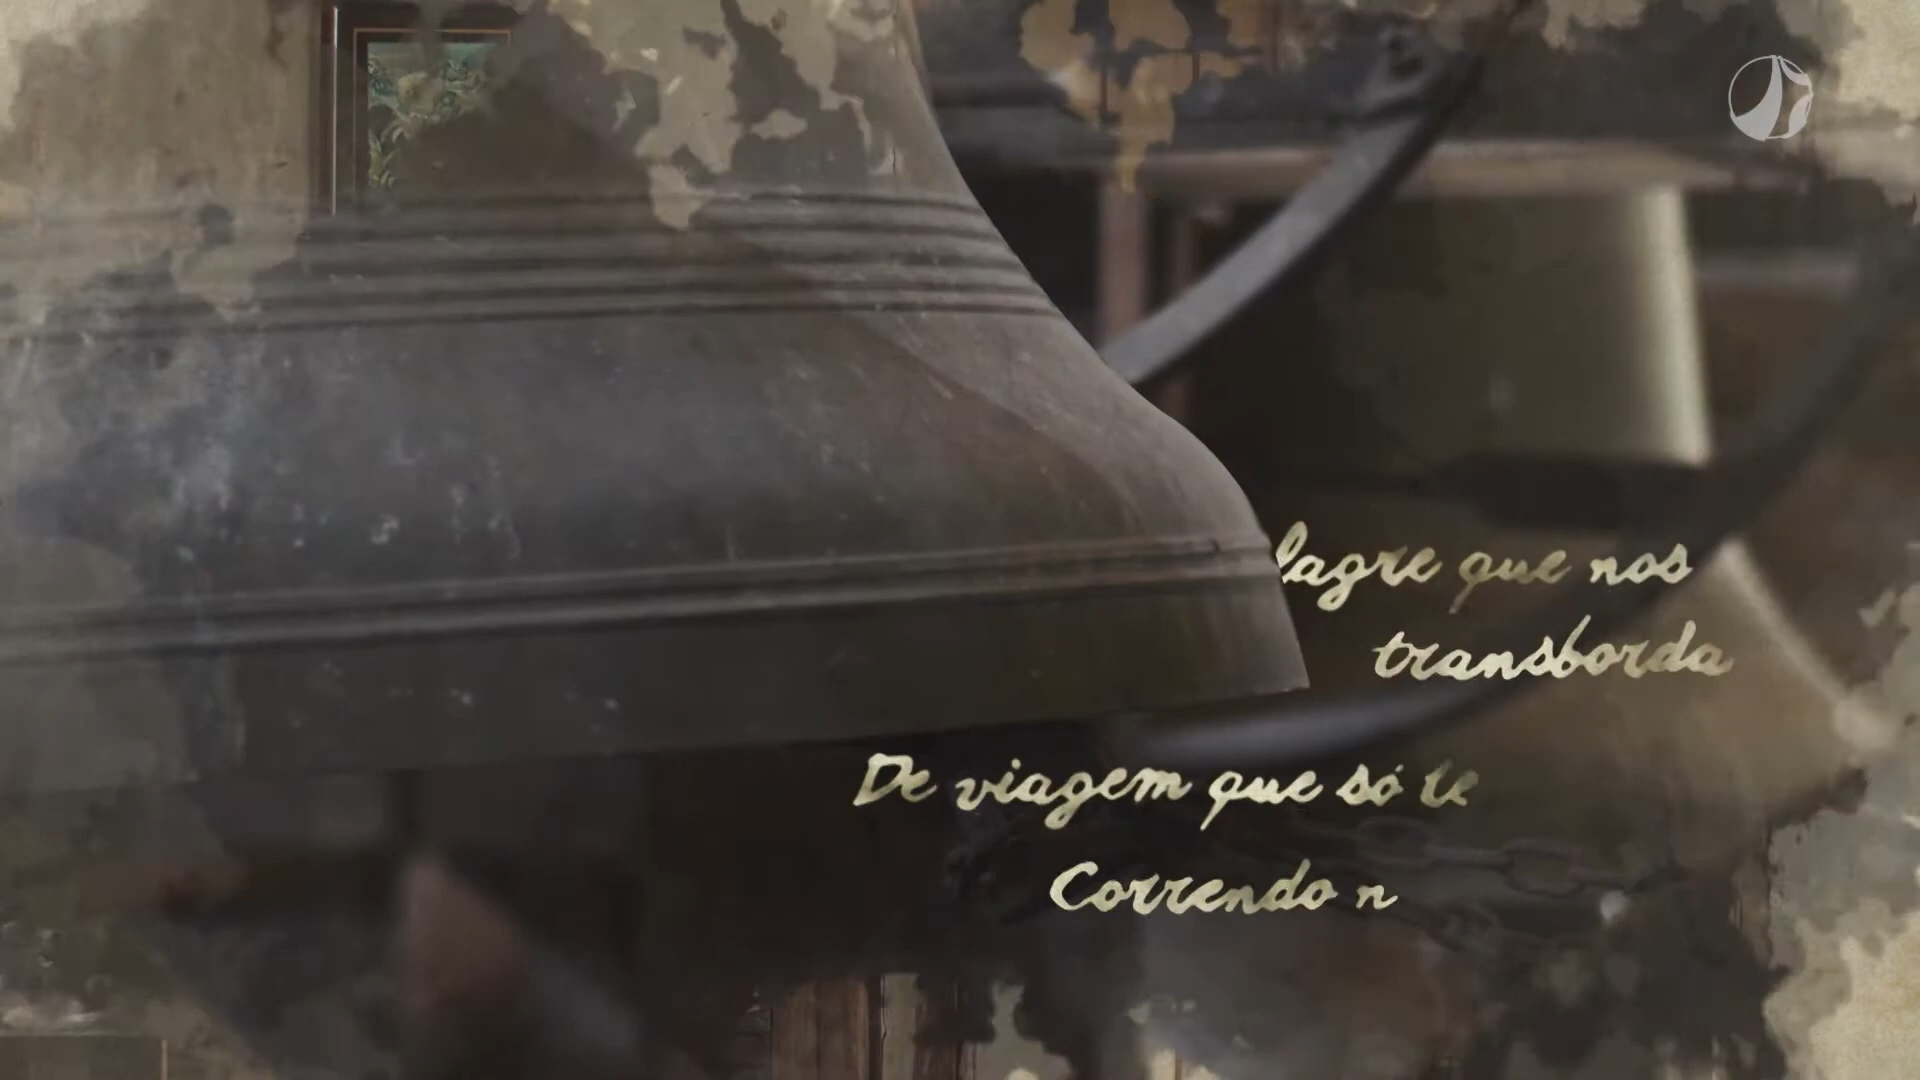 lagre que nos
transborda
De viagem que só te
Correndo n